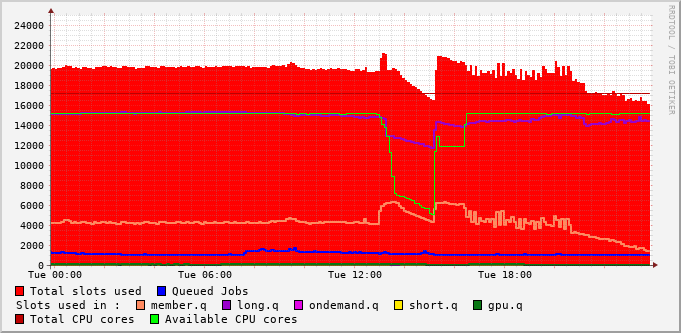 RRDTOOL / TOBI OETIKER
24000
22000
20000
18000
16000
14000
12000
10000
8000
6000
4000
2000
0
Tue 00:00 Tue 06:00 Tue 12:00 Tue 18:00
Total slots used Queued Jobs
Slots used in : member.q long.q ondemand.q short.q gpu.q
Total CPU cores Available CPU cores